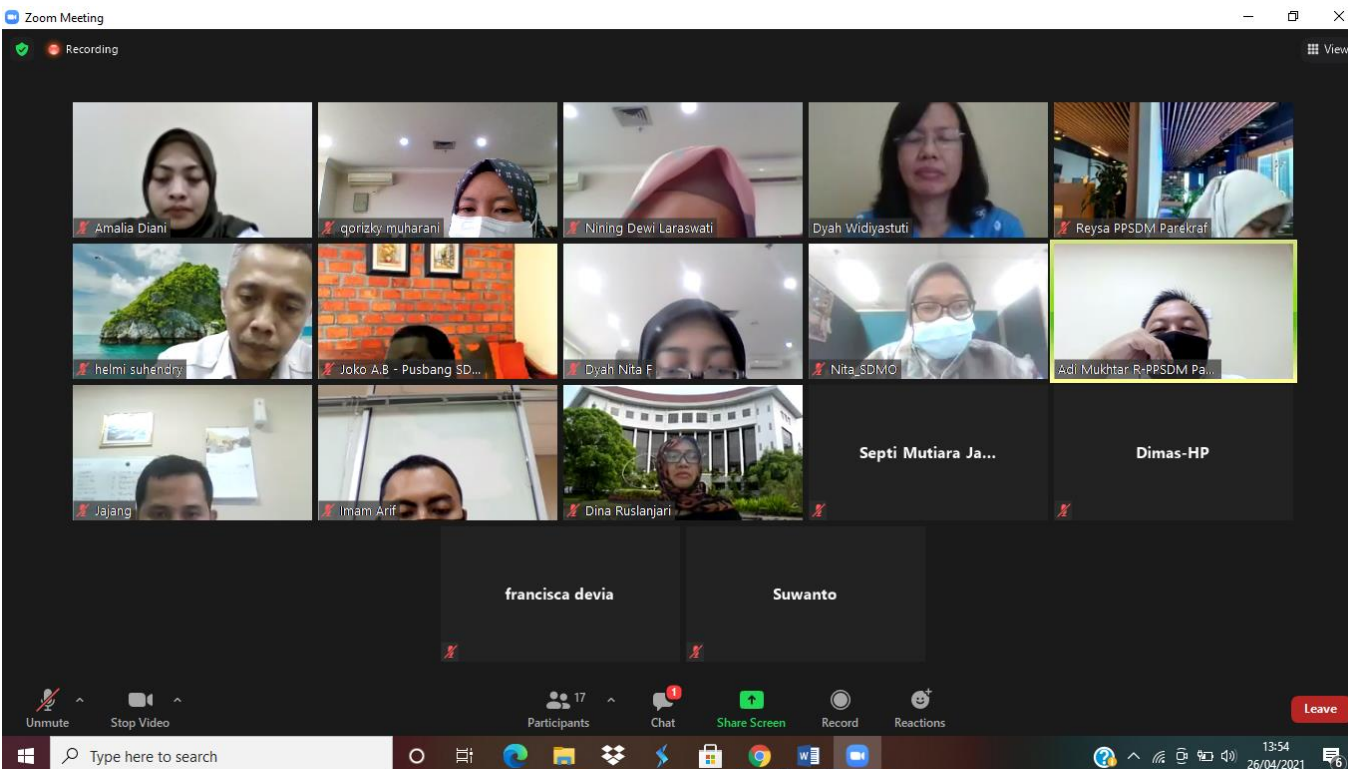 Zoom Meeting
Recording
View
Amalia Diani
qorizky muharani
Nining Dewi Laraswati
Dyah Widiyastuti
Reysa PPSDM Parekraf
helmi suhendry
Joko A.B - Pusbang SD...
Dyah Nita F
Nita_SDMO
Adi Mukhtar R-PPSDM Pa...
Jajang
Imam Arif
Dina Ruslanjari
Septi Mutiara Ja...
Dimas-HP
francisca devia
Suwanto
Unmute
Stop Video
17
Participants
1
Chat
Share Screen
Record
Reactions
Leave
Type here to search
13:54
26/04/2021
6